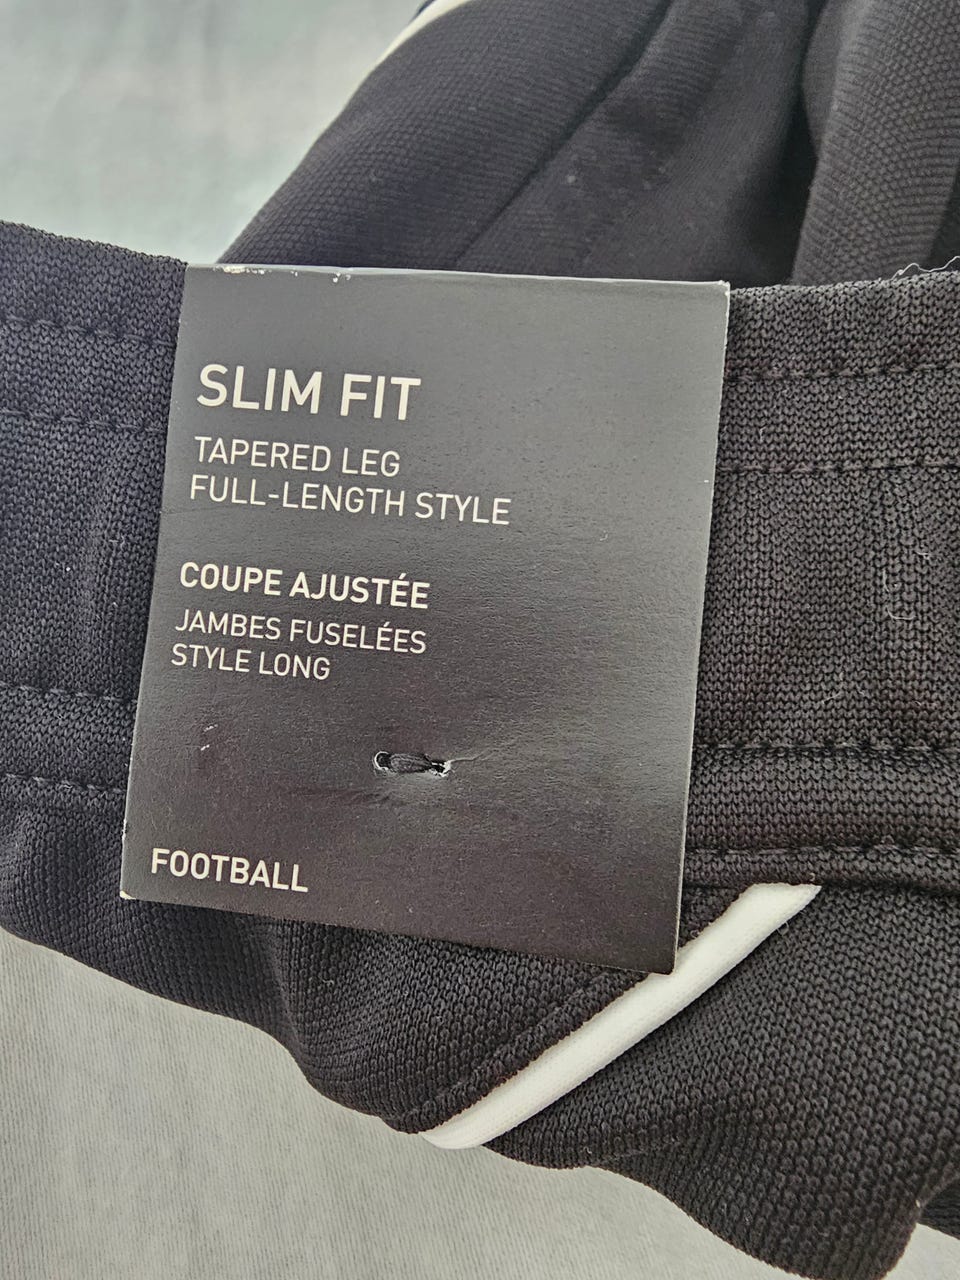 SLIM FIT
TAPERED LEG
FULL-LENGTH STYLE
COUPE AJUSTÉE
JAMBES FUSELÉES
STYLE LONG
FOOTBALL